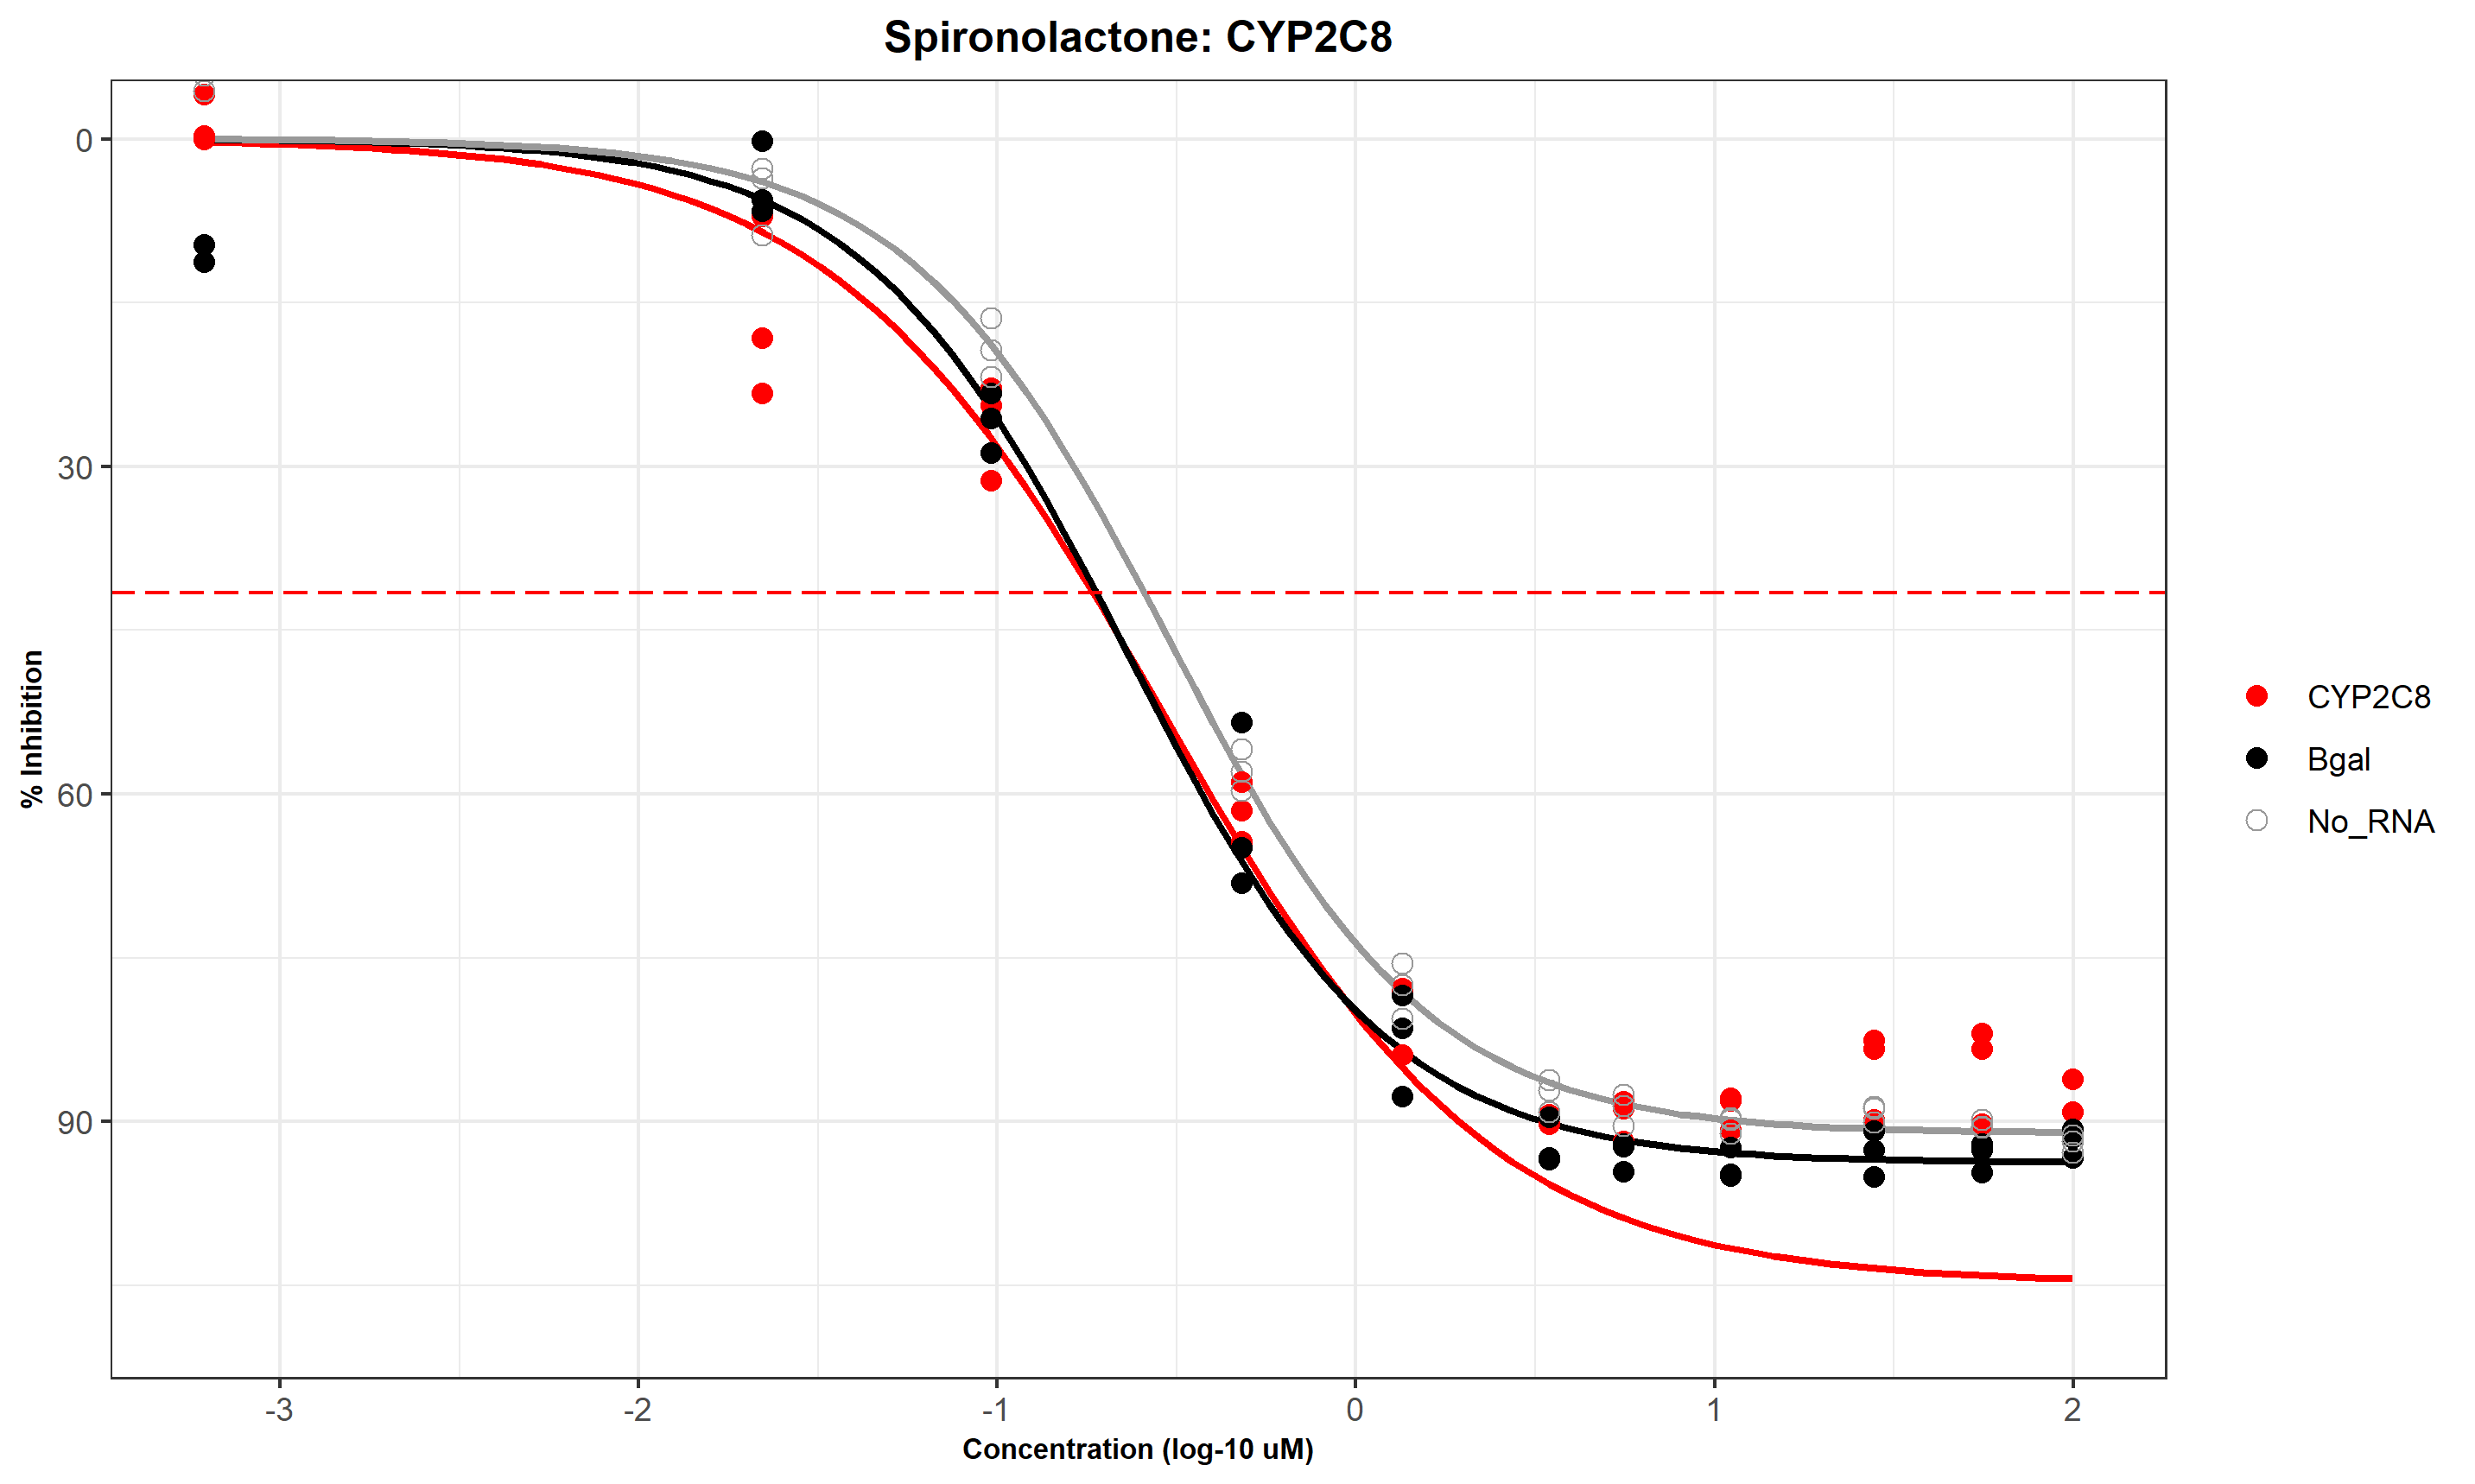 Spironolactone: CYP2C8
0
30
60
90
% Inhibition
-3
-2
-1
0
1
2
Concentration (log-10 uM)
CYP2C8
Bgal
No_RNA